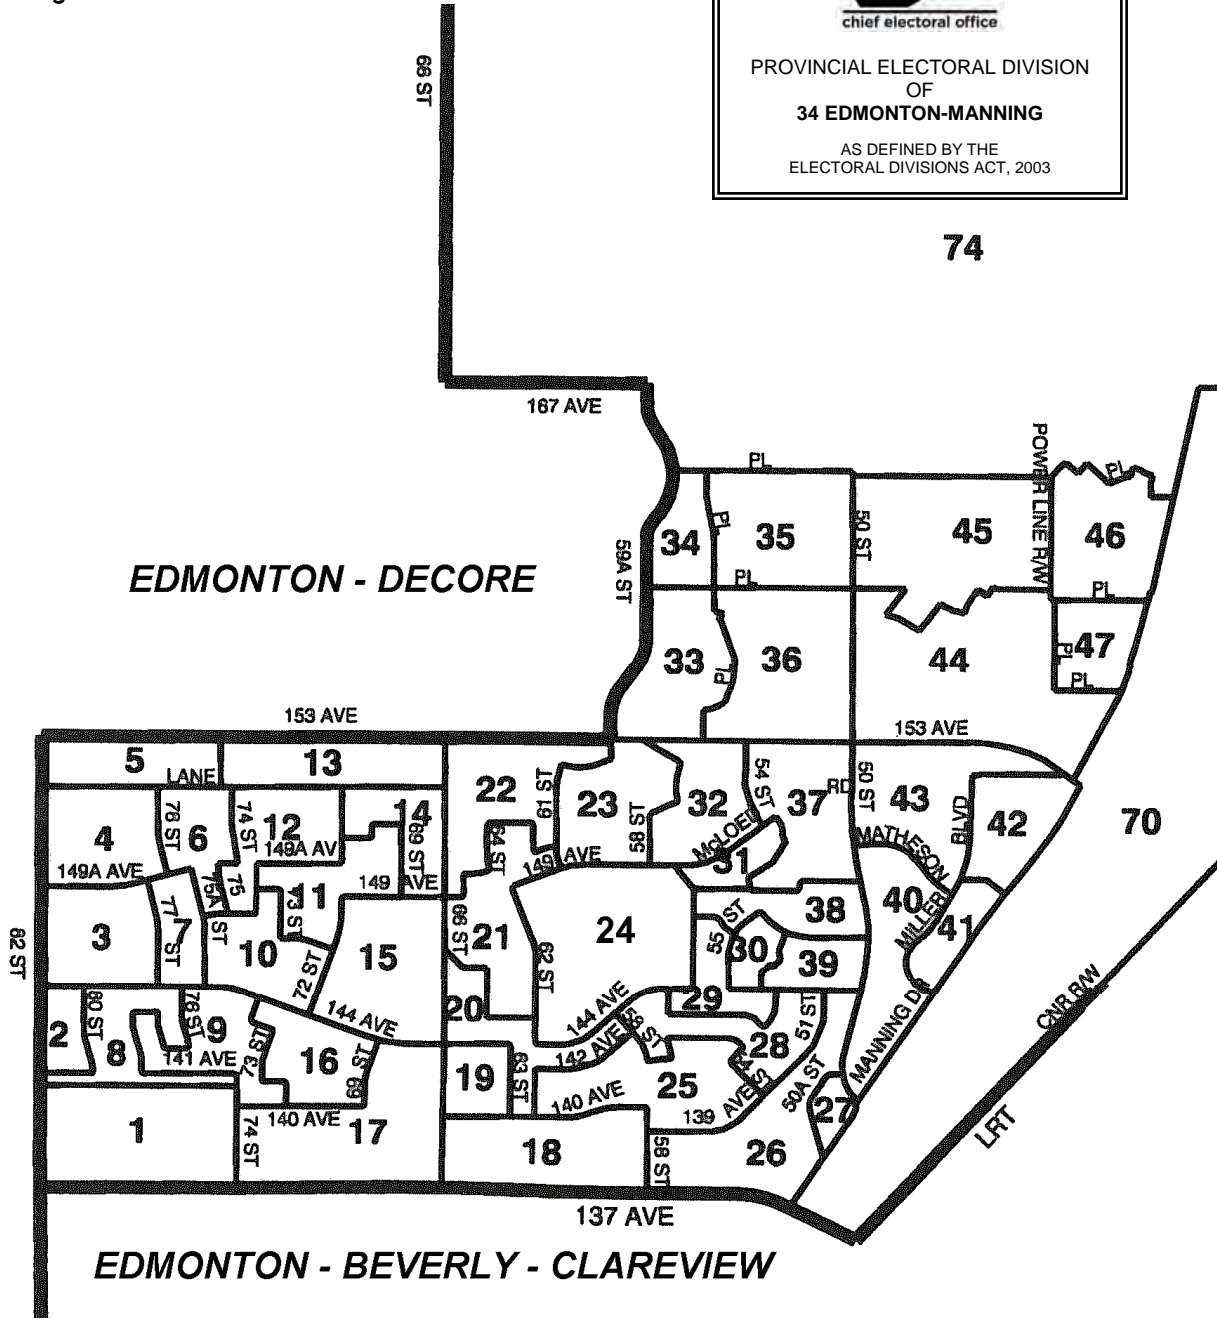 g
chief electoral office
PROVINCIAL ELECTORAL DIVISION
OF
34 EDMONTON-MANNING
AS DEFINED BY THE
ELECTORAL DIVISIONS ACT, 2003
66 ST
74
167 AVE
PL
POWER LINE R/W
PL
34
PL
35
50 ST
45
46
EDMONTON - DECORE
59A ST
PL
PL
33
PL
36
44
PL
47
PL
153 AVE
153 AVE
5
LANE
13
22
61 ST
23
58 ST
32
54 ST
37
RD
50 ST
43
BLVD
42
70
4
76 ST
6
74 ST
12
149A AV
14
69 ST
64 ST
149 AVE
McLOED
31
MATHESON
149A AVE
75A ST
75
11
73 ST
149 AVE
40
MILLER
41
82 ST
3
77 ST
7
10
72 ST
15
66 ST
21
62 ST
24
55 ST
30
38
39
144 AVE
20
144 AVE
29
51 ST
MANNING DR
CNR R/W
2
80 ST
8
76 ST
9
141 AVE
73 ST
16
69 ST
19
63 ST
142 AVE
58 ST
28
25
50A ST
27
LRT
1
74 ST
140 AVE
17
140 AVE
139 AVE
18
58 ST
26
137 AVE
EDMONTON - BEVERLY - CLAREVIEW